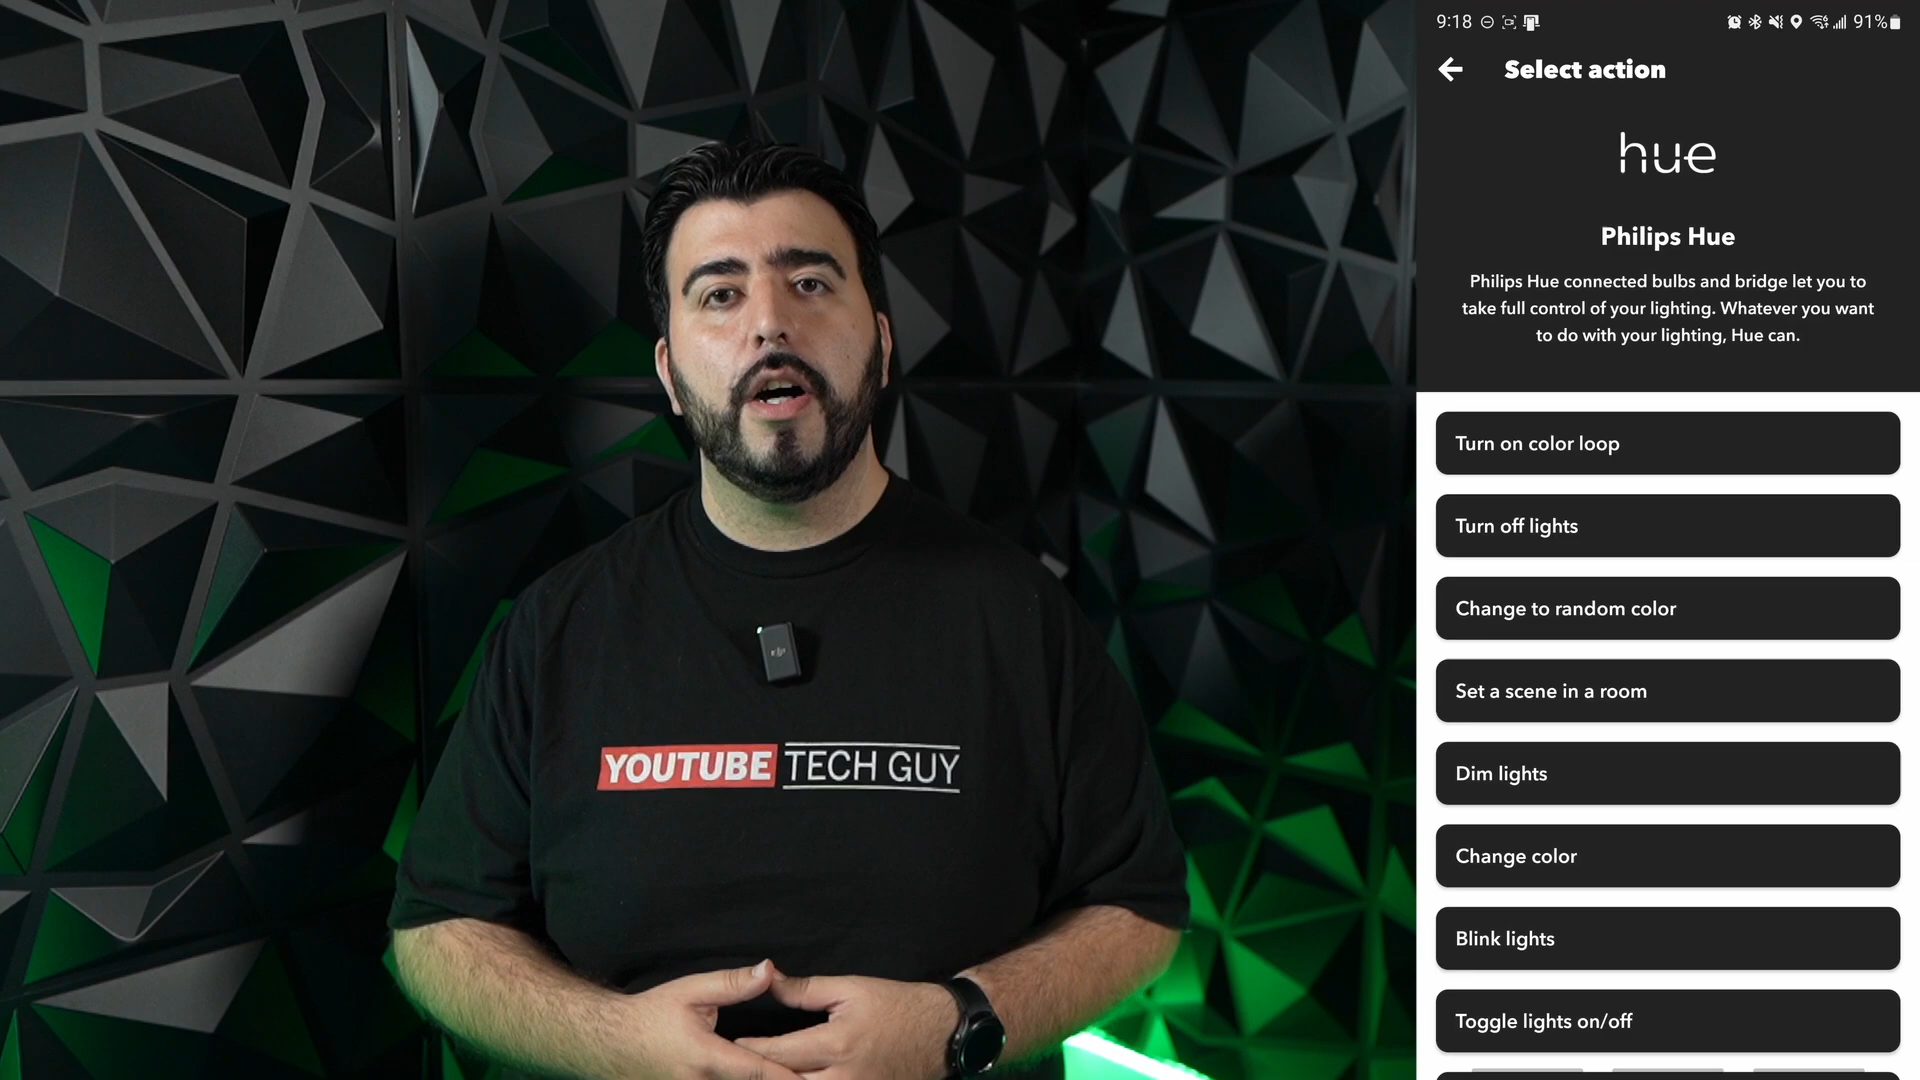 9:18
91%
Select action
hue
Philips Hue
Philips Hue connected bulbs and bridge let you to
take full control of your lighting. Whatever you want
to do with your lighting, Hue can.
Turn on color loop
Turn off lights
Change to random color
Set a scene in a room
Dim lights
Change color
Blink lights
Toggle lights on/off
dji
YOUTUBE TECH GUY